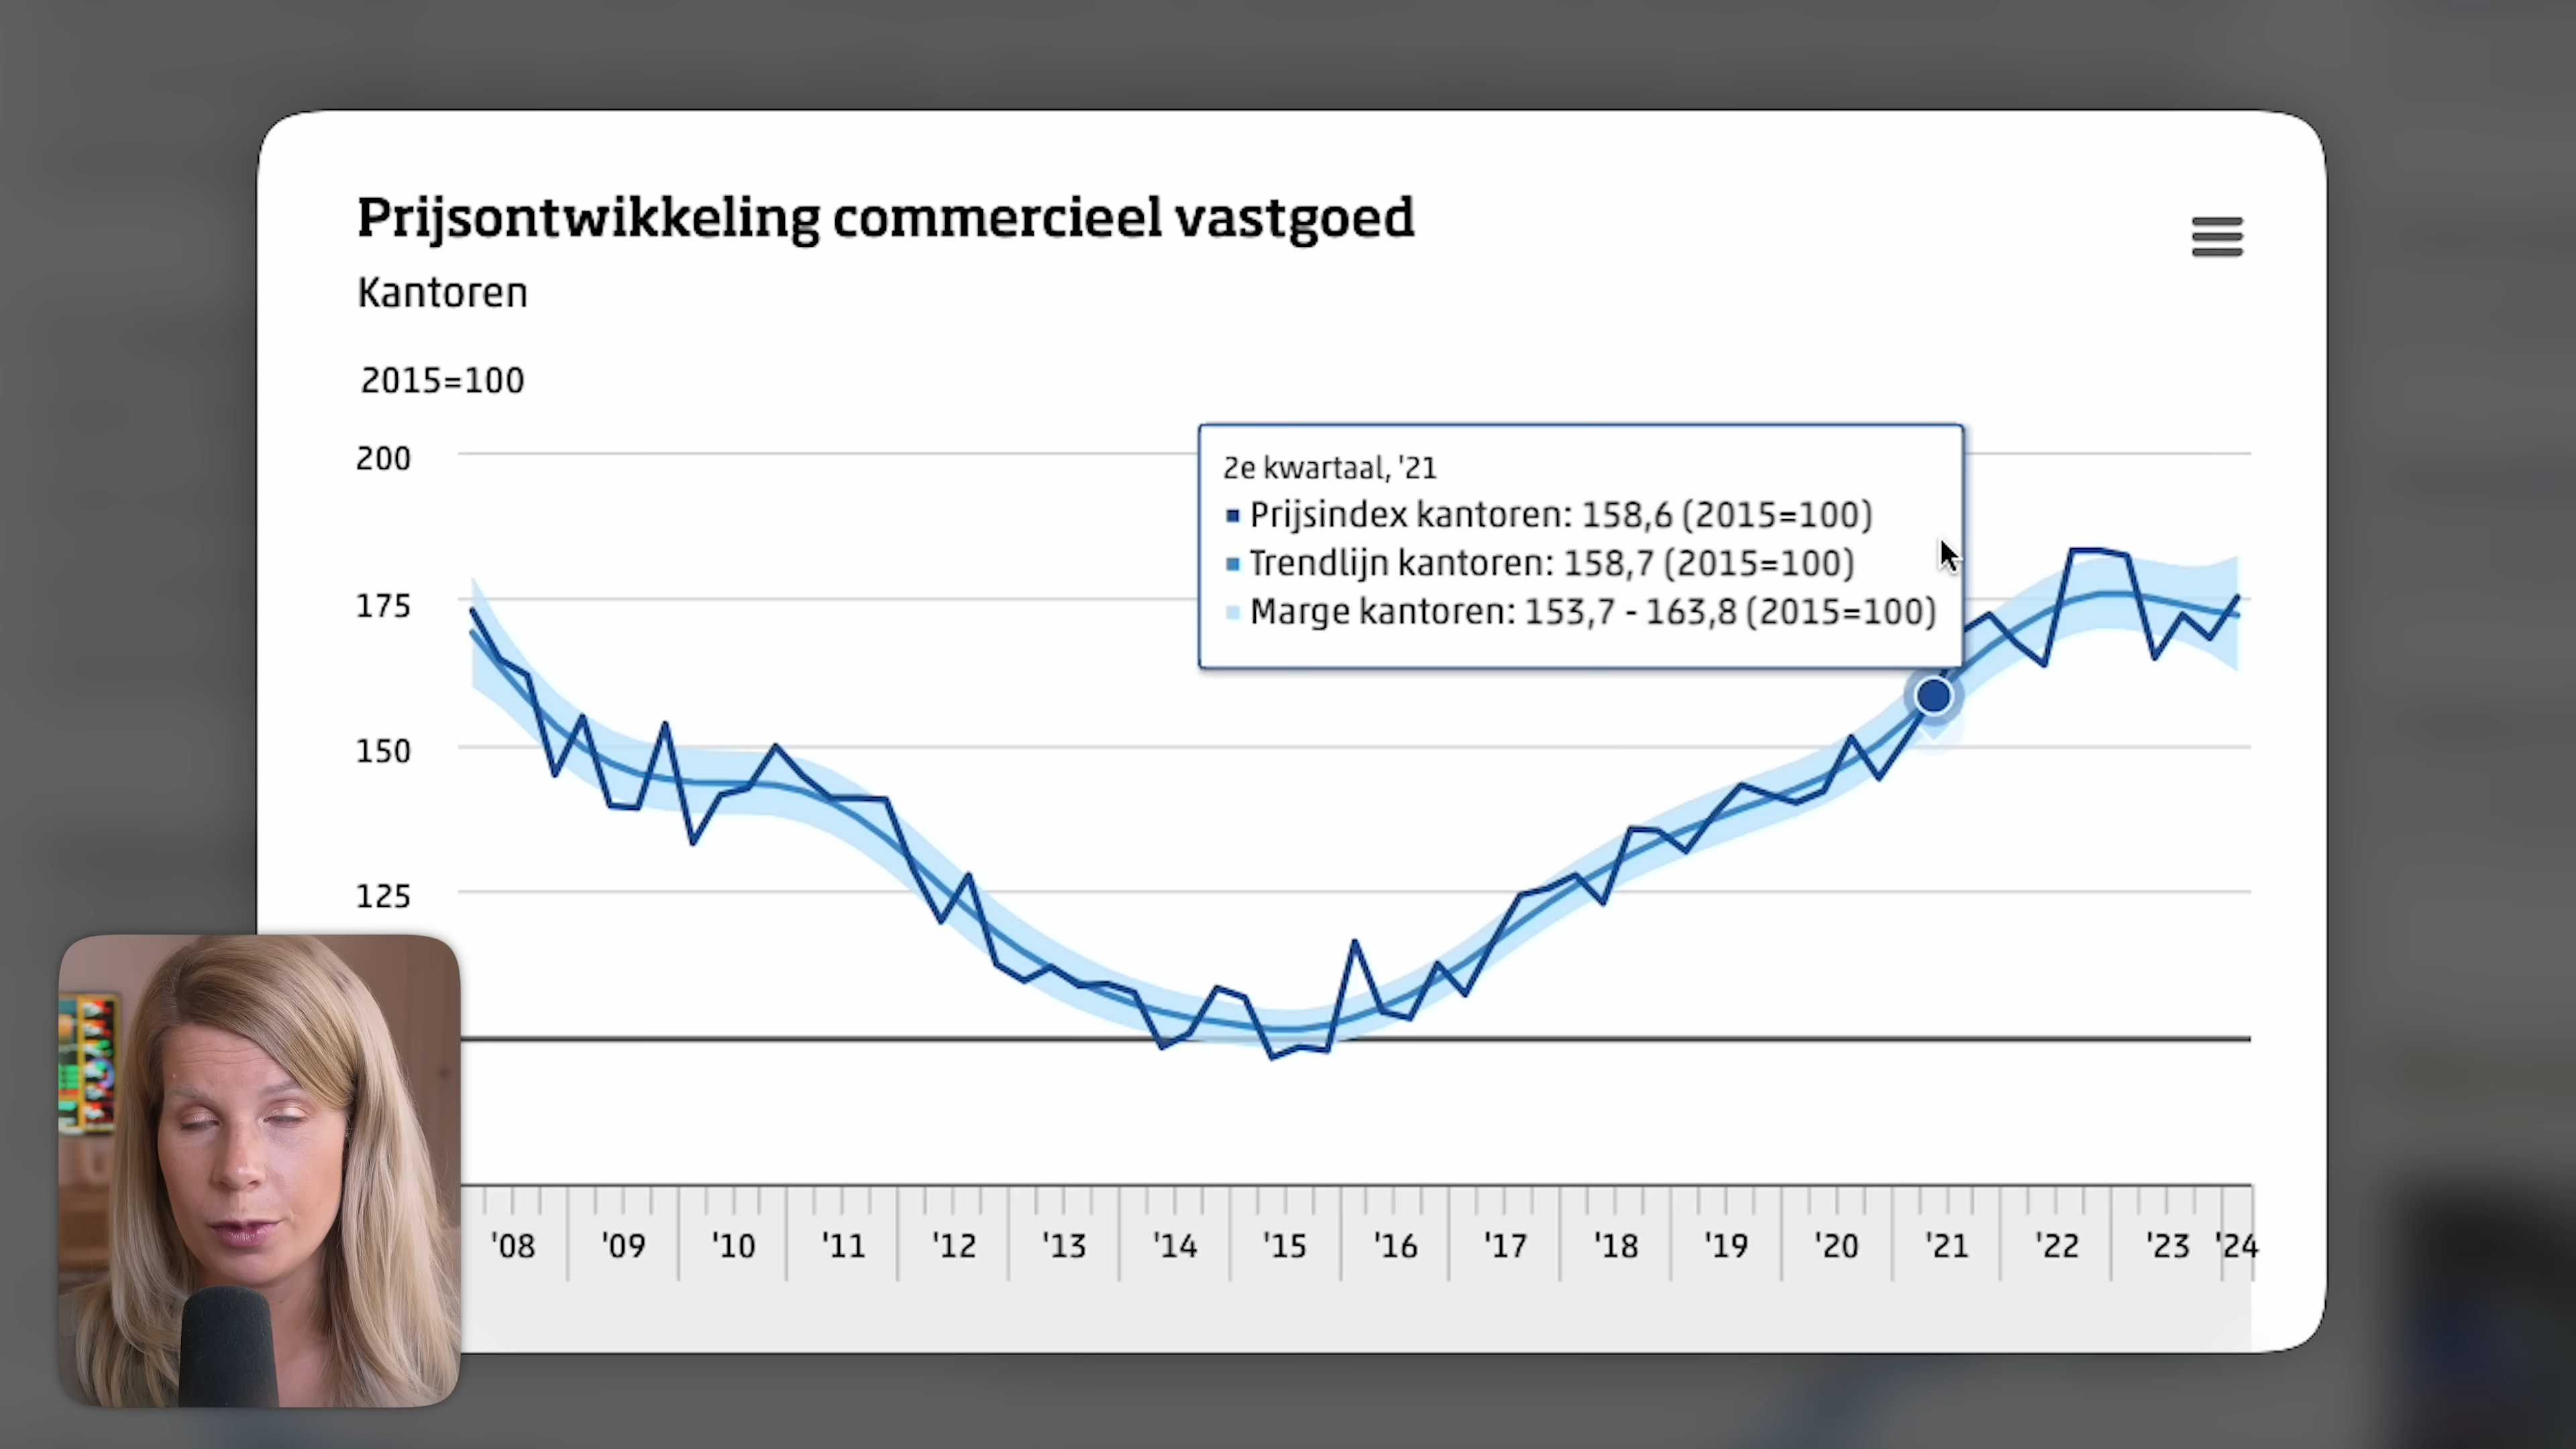 Prijsontwikkeling commercieel vastgoed
Kantoren
2015=100
200
2e kwartaal, '21
Prijsindex kantoren: 158,6 (2015=100)
Trendlijn kantoren: 158,7 (2015=100)
Marge kantoren: 153,7 - 163,8 (2015=100)
175
150
125
'08 '09 '10 '11 '12 '13 '14 '15 '16 '17 '18 '19 '20 '21 '22 '23 '24